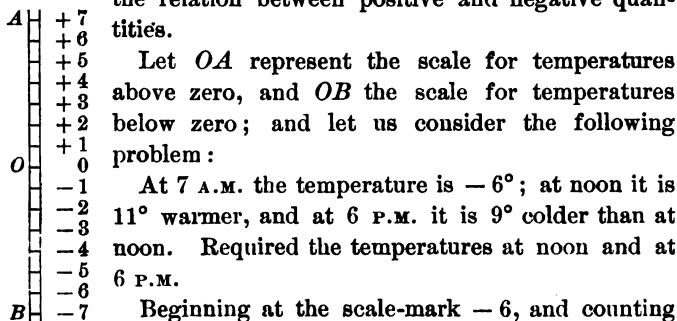 the relation between positive and negative quan-
tities.
Let OA represent the scale for temperatures
above zero, and OB the scale for temperatures
below zero; and let us consider the following
problem:
At 7 A.M. the temperature is — 6°; at noon it is
11° warmer, and at 6 P.M. it is 9° colder than at
noon. Required the temperatures at noon and at
6 P.M.
Beginning at the scale-mark — 6, and counting
A +7
+6
+5
+4
+3
+2
+1
O 0
−1
−2
−3
−4
−5
−6
B −7